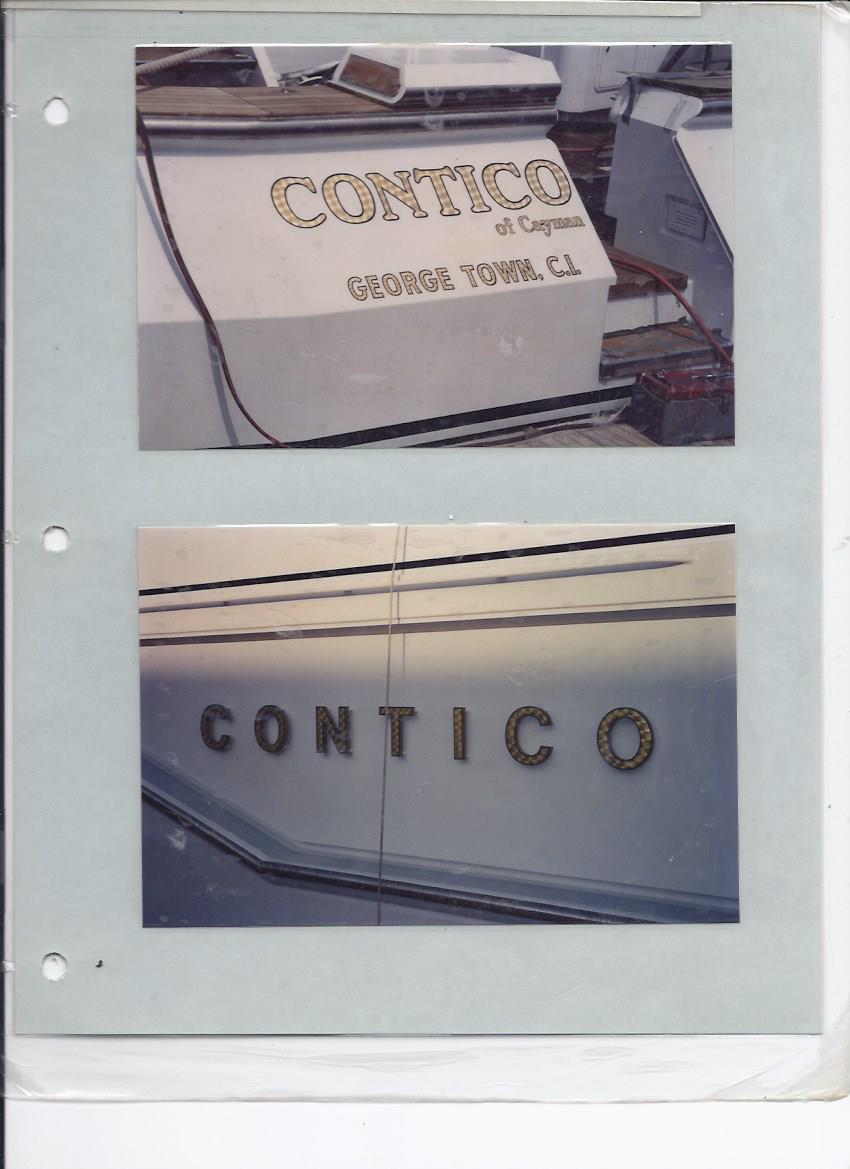 CONTICO
of Cayman
GEORGE TOWN, C.I.
CONTICO